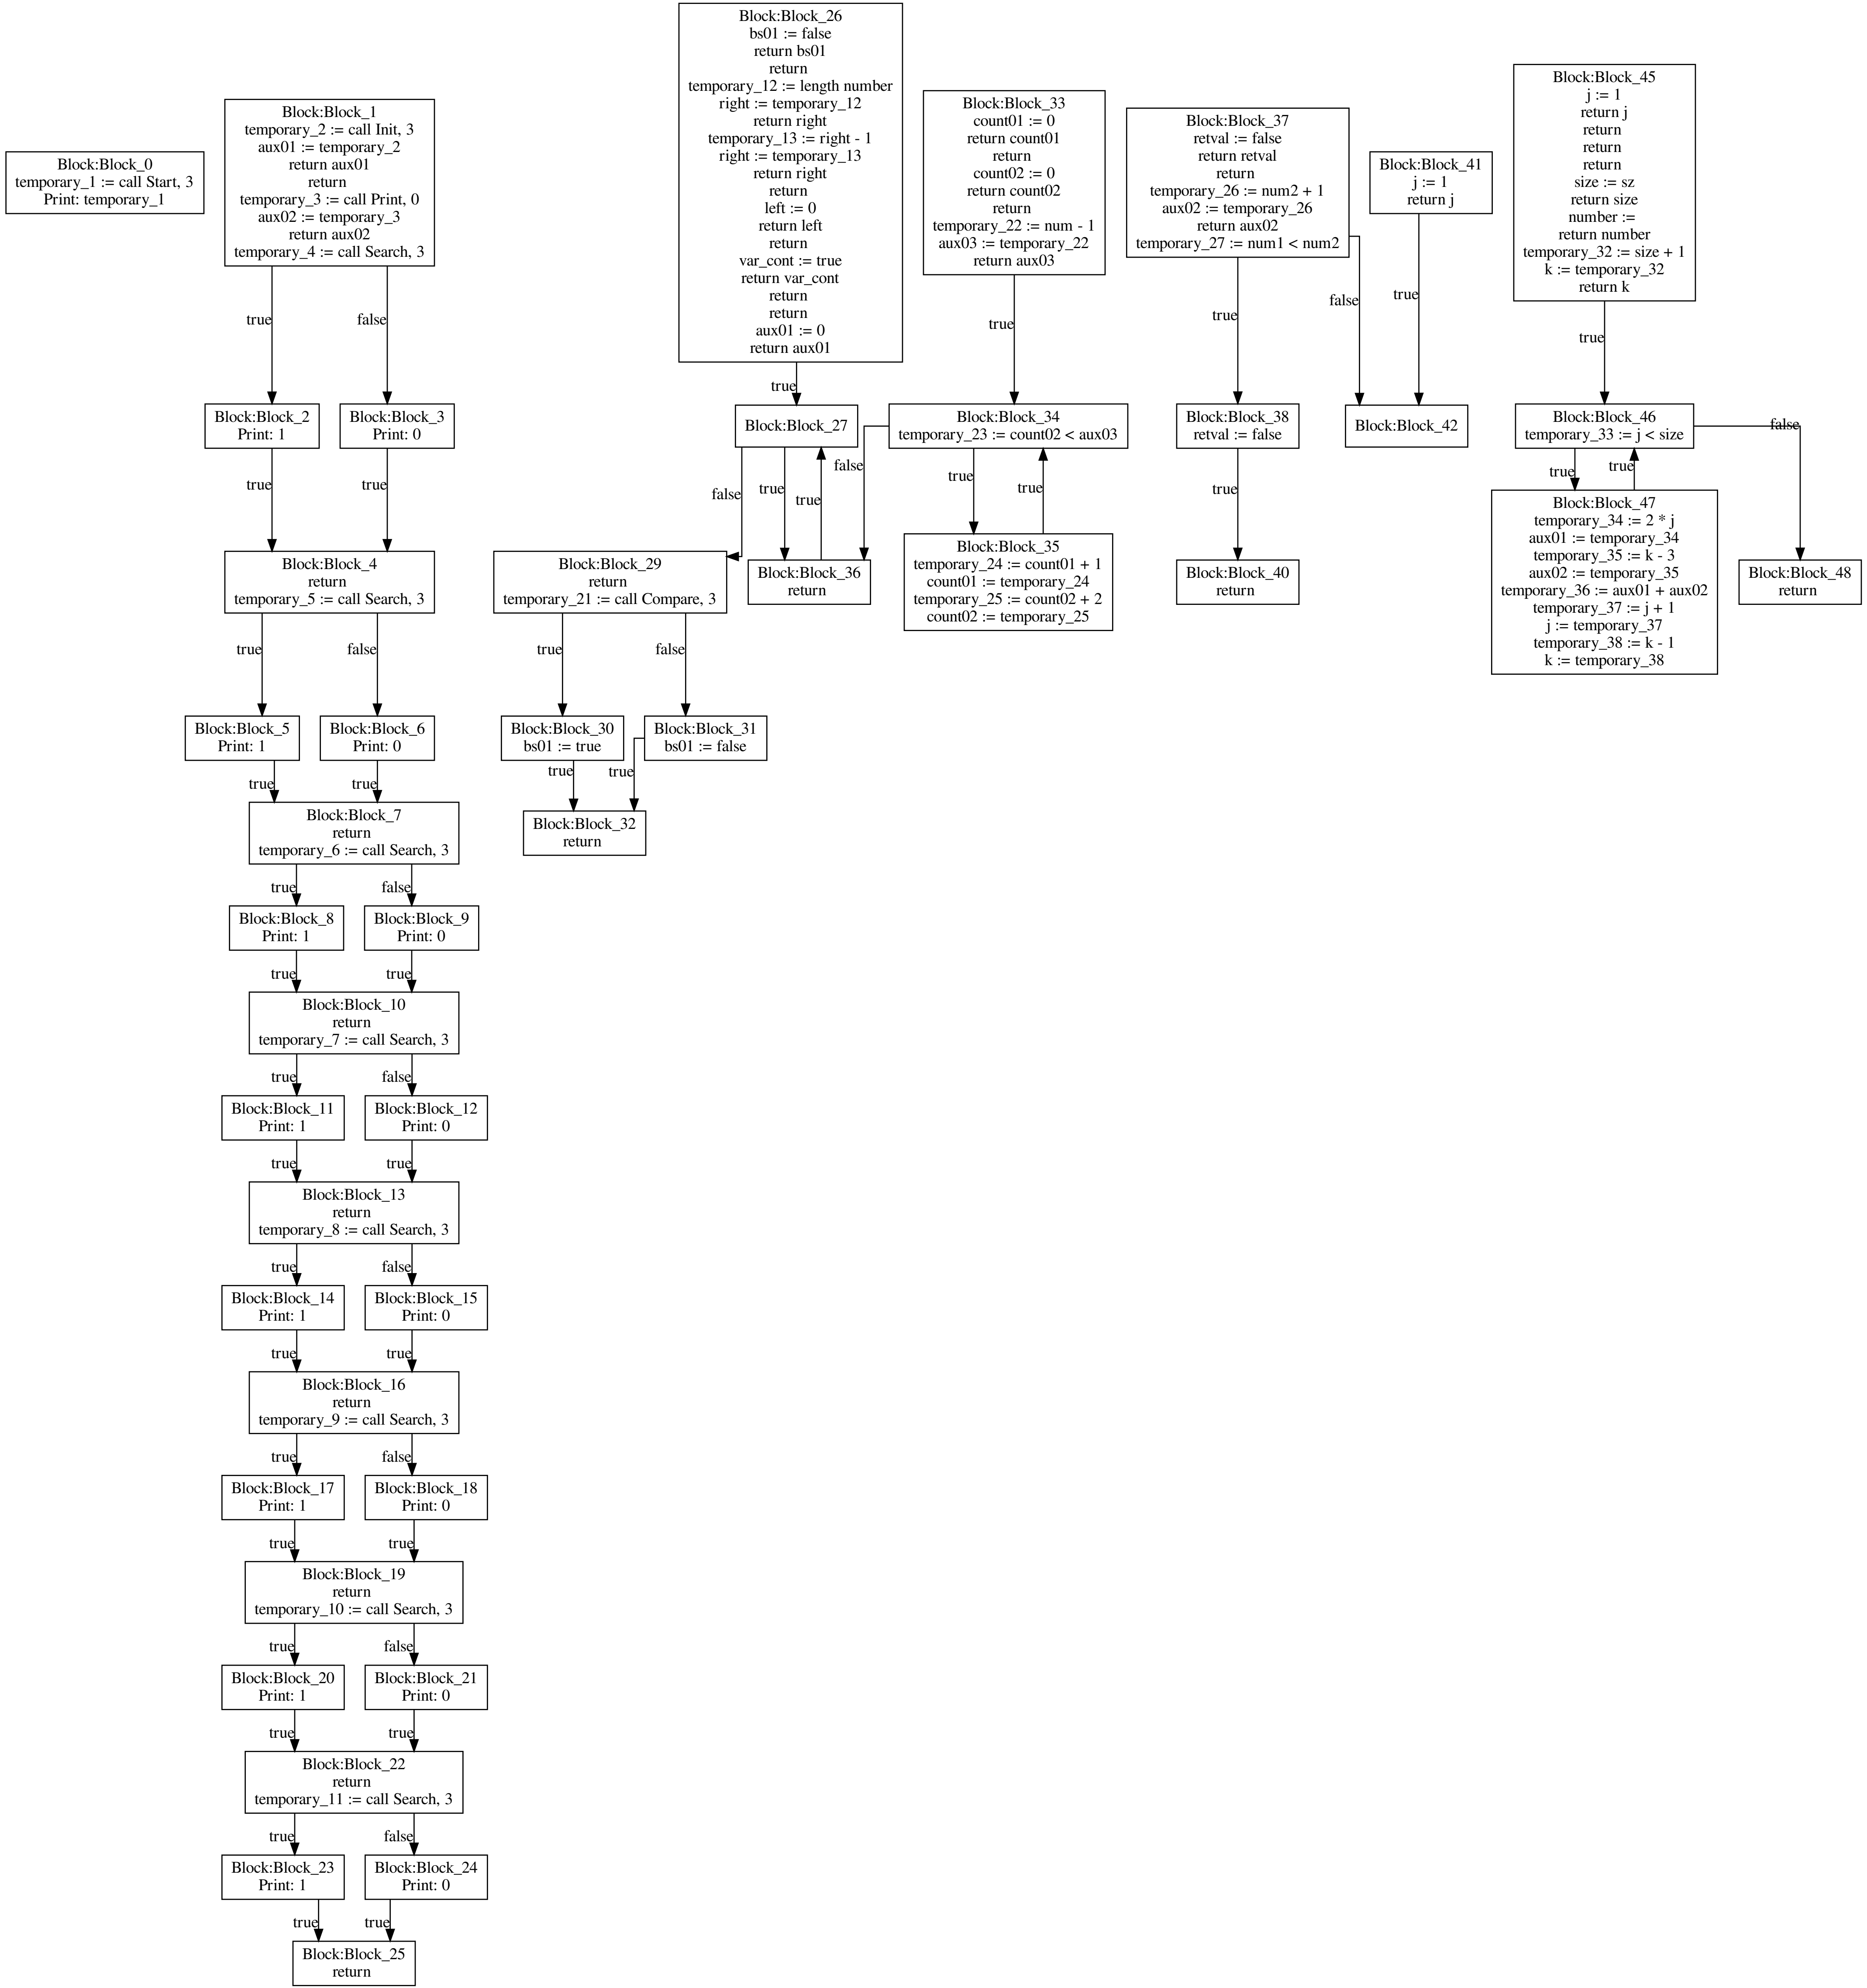 Block:Block_0
temporary_1 := call Start, 3
Print: temporary_1
Block:Block_1
temporary_2 := call Init, 3
aux01 := temporary_2
return aux01
return
temporary_3 := call Print, 0
aux02 := temporary_3
return aux02
temporary_4 := call Search, 3
true
false
Block:Block_2
Print: 1
Block:Block_3
Print: 0
true
true
Block:Block_4
return
temporary_5 := call Search, 3
true
false
Block:Block_5
Print: 1
Block:Block_6
Print: 0
true
true
Block:Block_7
return
temporary_6 := call Search, 3
true
false
Block:Block_8
Print: 1
Block:Block_9
Print: 0
true
true
Block:Block_10
return
temporary_7 := call Search, 3
true
false
Block:Block_11
Print: 1
Block:Block_12
Print: 0
true
true
Block:Block_13
return
temporary_8 := call Search, 3
true
false
Block:Block_14
Print: 1
Block:Block_15
Print: 0
true
true
Block:Block_16
return
temporary_9 := call Search, 3
true
false
Block:Block_17
Print: 1
Block:Block_18
Print: 0
true
true
Block:Block_19
return
temporary_10 := call Search, 3
true
false
Block:Block_20
Print: 1
Block:Block_21
Print: 0
true
true
Block:Block_22
return
temporary_11 := call Search, 3
true
false
Block:Block_23
Print: 1
Block:Block_24
Print: 0
true
true
Block:Block_25
return
Block:Block_26
bs01 := false
return bs01
return
temporary_12 := length number
right := temporary_12
return right
temporary_13 := right - 1
right := temporary_13
return right
return
left := 0
return left
return
var_cont := true
return var_cont
return
return
aux01 := 0
return aux01
true
Block:Block_27
false
true
true
Block:Block_29
return
temporary_21 := call Compare, 3
true
false
Block:Block_30
bs01 := true
Block:Block_31
bs01 := false
true
true
Block:Block_32
return
Block:Block_33
count01 := 0
return count01
return
count02 := 0
return count02
return
temporary_22 := num - 1
aux03 := temporary_22
return aux03
true
Block:Block_34
temporary_23 := count02 < aux03
false
true
true
Block:Block_35
temporary_24 := count01 + 1
count01 := temporary_24
temporary_25 := count02 + 2
count02 := temporary_25
Block:Block_36
return
Block:Block_37
retval := false
return retval
return
temporary_26 := num2 + 1
aux02 := temporary_26
return aux02
temporary_27 := num1 < num2
true
false
Block:Block_38
retval := false
true
Block:Block_40
return
Block:Block_41
j := 1
return j
true
Block:Block_42
Block:Block_45
j := 1
return j
return
return
return
size := sz
return size
number :=
return number
temporary_32 := size + 1
k := temporary_32
return k
true
Block:Block_46
temporary_33 := j < size
false
true
true
Block:Block_47
temporary_34 := 2 * j
aux01 := temporary_34
temporary_35 := k - 3
aux02 := temporary_35
temporary_36 := aux01 + aux02
temporary_37 := j + 1
j := temporary_37
temporary_38 := k - 1
k := temporary_38
Block:Block_48
return